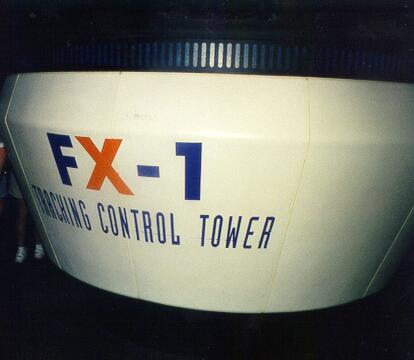 FX-1
TRACKING CONTROL TOWER